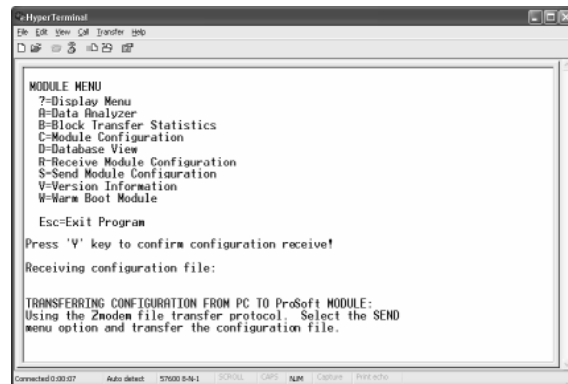 HyperTerminal
File Edit View Call Transfer Help
MODULE MENU
?=Display Menu
A=Data Analyzer
B=Block Transfer Statistics
C=Module Configuration
D=Database View
R=Receive Module Configuration
S=Send Module Configuration
V=Version Information
W=Warm Boot Module
Esc=Exit Program
Press 'Y' key to confirm configuration receive!
Receiving configuration file:
TRANSFERRING CONFIGURATION FROM PC TO ProSoft MODULE:
Using the Zmodem file transfer protocol. Select the SEND
menu option and transfer the configuration file.
Connected 0:00:07 Auto detect 57600 8-N-1 SCROLL CAPS NUM Capture Print echo